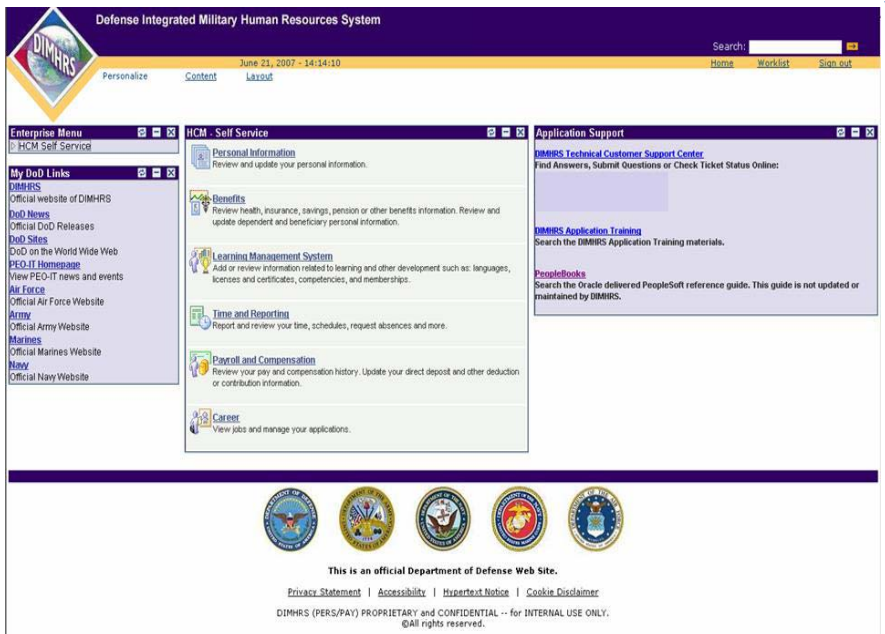 Defense Integrated Military Human Resources System
DIMHRS
Search:
June 21, 2007 - 14:14:10
Home Worklist Sign out
Personalize Content Layout
Enterprise Menu
HCM Self Service
My DoD Links
DIMHRS
Official website of DIMHRS
DoD News
Official DoD Releases
DoD Sites
DoD on the World Wide Web
PEO-IT Homepage
View PEO-IT news and events
Air Force
Official Air Force Website
Army
Official Army Website
Marines
Official Marines Website
Navy
Official Navy Website
HCM - Self Service
Personal Information
Review and update your personal information.
Benefits
Review health, insurance, savings, pension or other benefits information. Review and
update dependent and beneficiary personal information.
Learning Management System
Add or review information related to learning and other development such as: languages,
licenses and certificates, competencies, and memberships.
Time and Reporting
Report and review your time, schedules, request absences and more.
Payroll and Compensation
Review your pay and compensation history. Update your direct deposit and other deduction
or contribution information.
Career
View jobs and manage your applications.
Application Support
DIMHRS Technical Customer Support Center
Find Answers, Submit Questions or Check Ticket Status Online:
DIMHRS Application Training
Search the DIMHRS Application Training materials.
PeopleBooks
Search the Oracle delivered PeopleSoft reference guide. This guide is not updated or
maintained by DIMHRS.
This is an official Department of Defense Web Site.
Privacy Statement | Accessibility | Hypertext Notice | Cookie Disclaimer
DIMHRS (PERS/PAY) PROPRIETARY and CONFIDENTIAL -- for INTERNAL USE ONLY.
©All rights reserved.